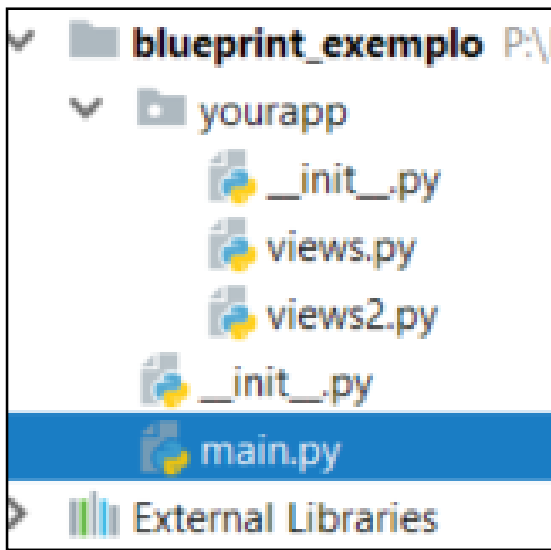 blueprint_exemplo P:\
yourapp
__init__.py
views.py
views2.py
__init__.py
main.py
External Libraries